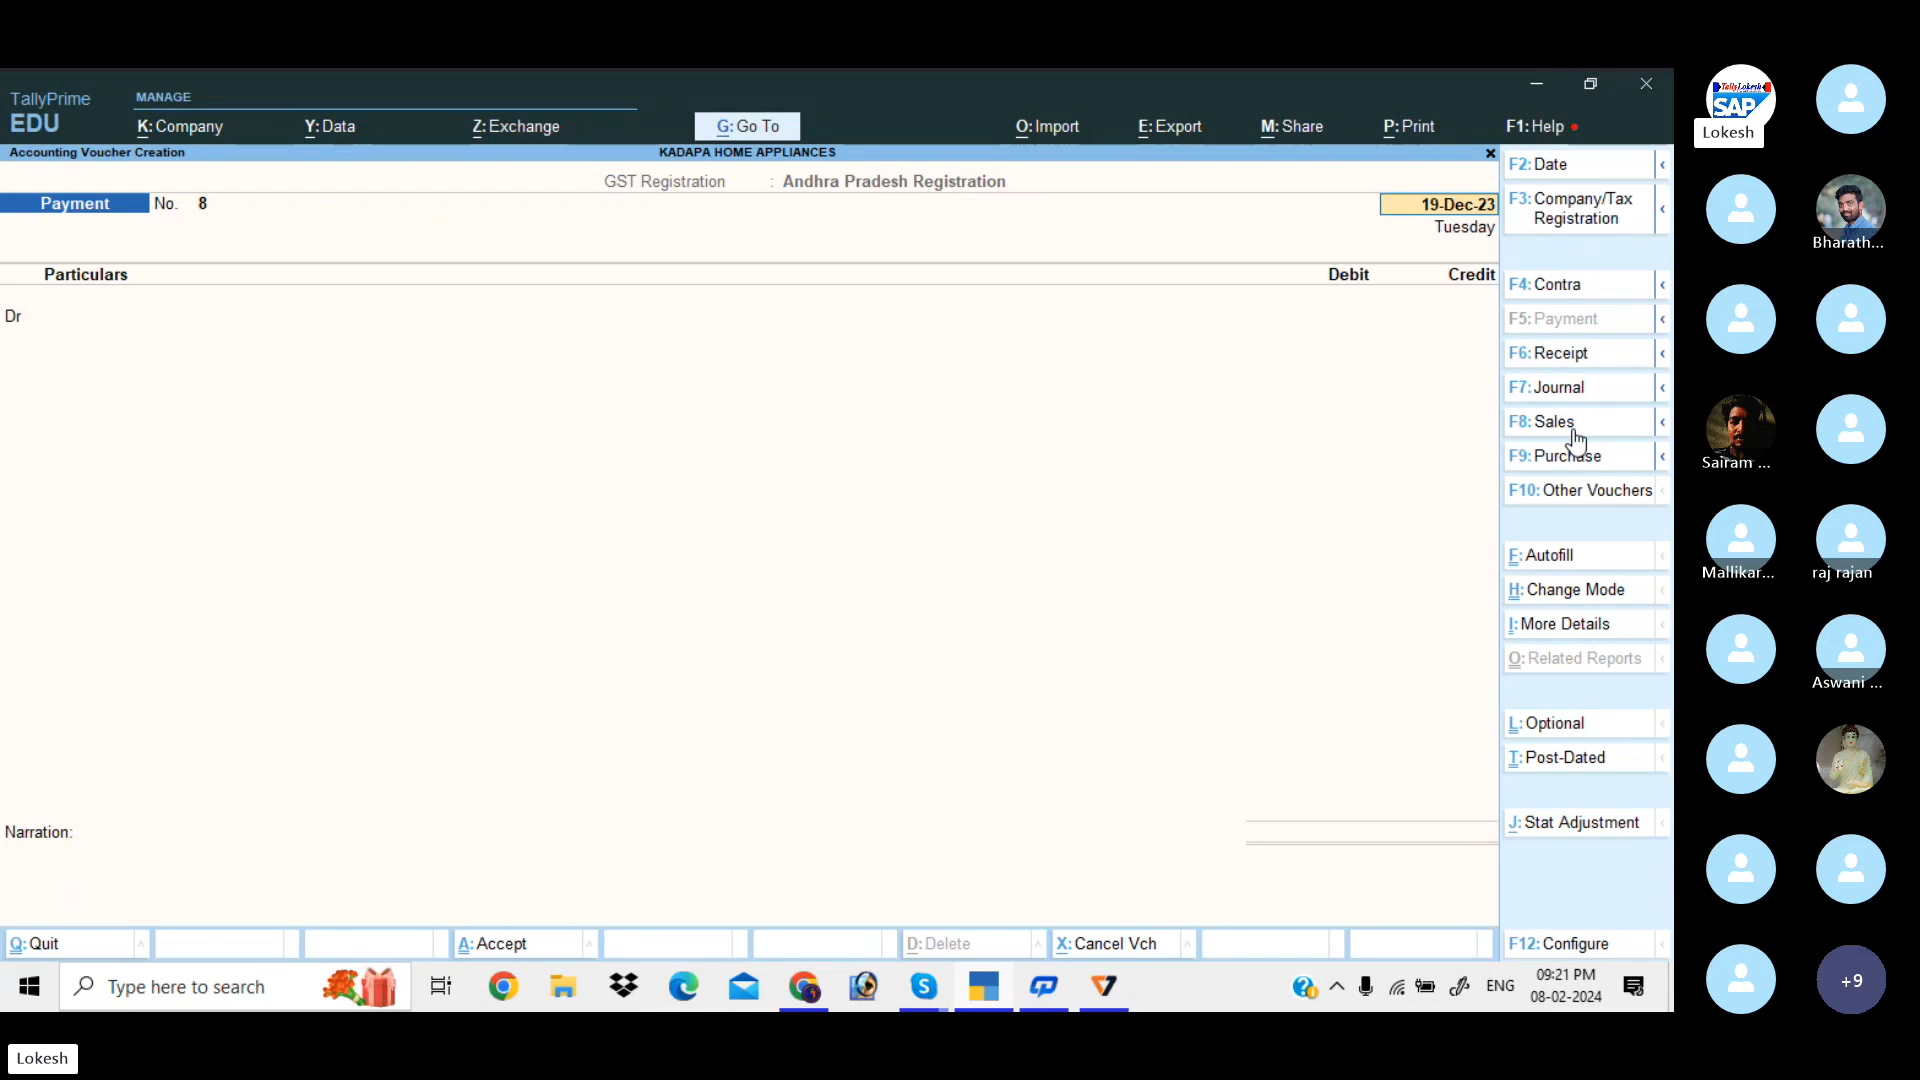 TallyPrime
EDU
MANAGE
K: Company
Y: Data
Z: Exchange
G: Go To
O: Import
E: Export
M: Share
P: Print
F1: Help
Accounting Voucher Creation
KADAPA HOME APPLIANCES
GST Registration : Andhra Pradesh Registration
Payment No. 8
19-Dec-23
Tuesday
Particulars
Debit
Credit
Dr
Narration:
F2: Date
F3: Company/Tax
Registration
F4: Contra
F5: Payment
F6: Receipt
F7: Journal
F8: Sales
F9: Purchase
F10: Other Vouchers
F: Autofill
H: Change Mode
I: More Details
O: Related Reports
L: Optional
T: Post-Dated
J: Stat Adjustment
Q: Quit
A: Accept
D: Delete
X: Cancel Vch
F12: Configure
Type here to search
ENG
09:21 PM
08-02-2024
TallyLokesh
SAP
Lokesh
Bharath...
Sairam ...
Mallikar...
raj rajan
Aswani ...
+9
Lokesh